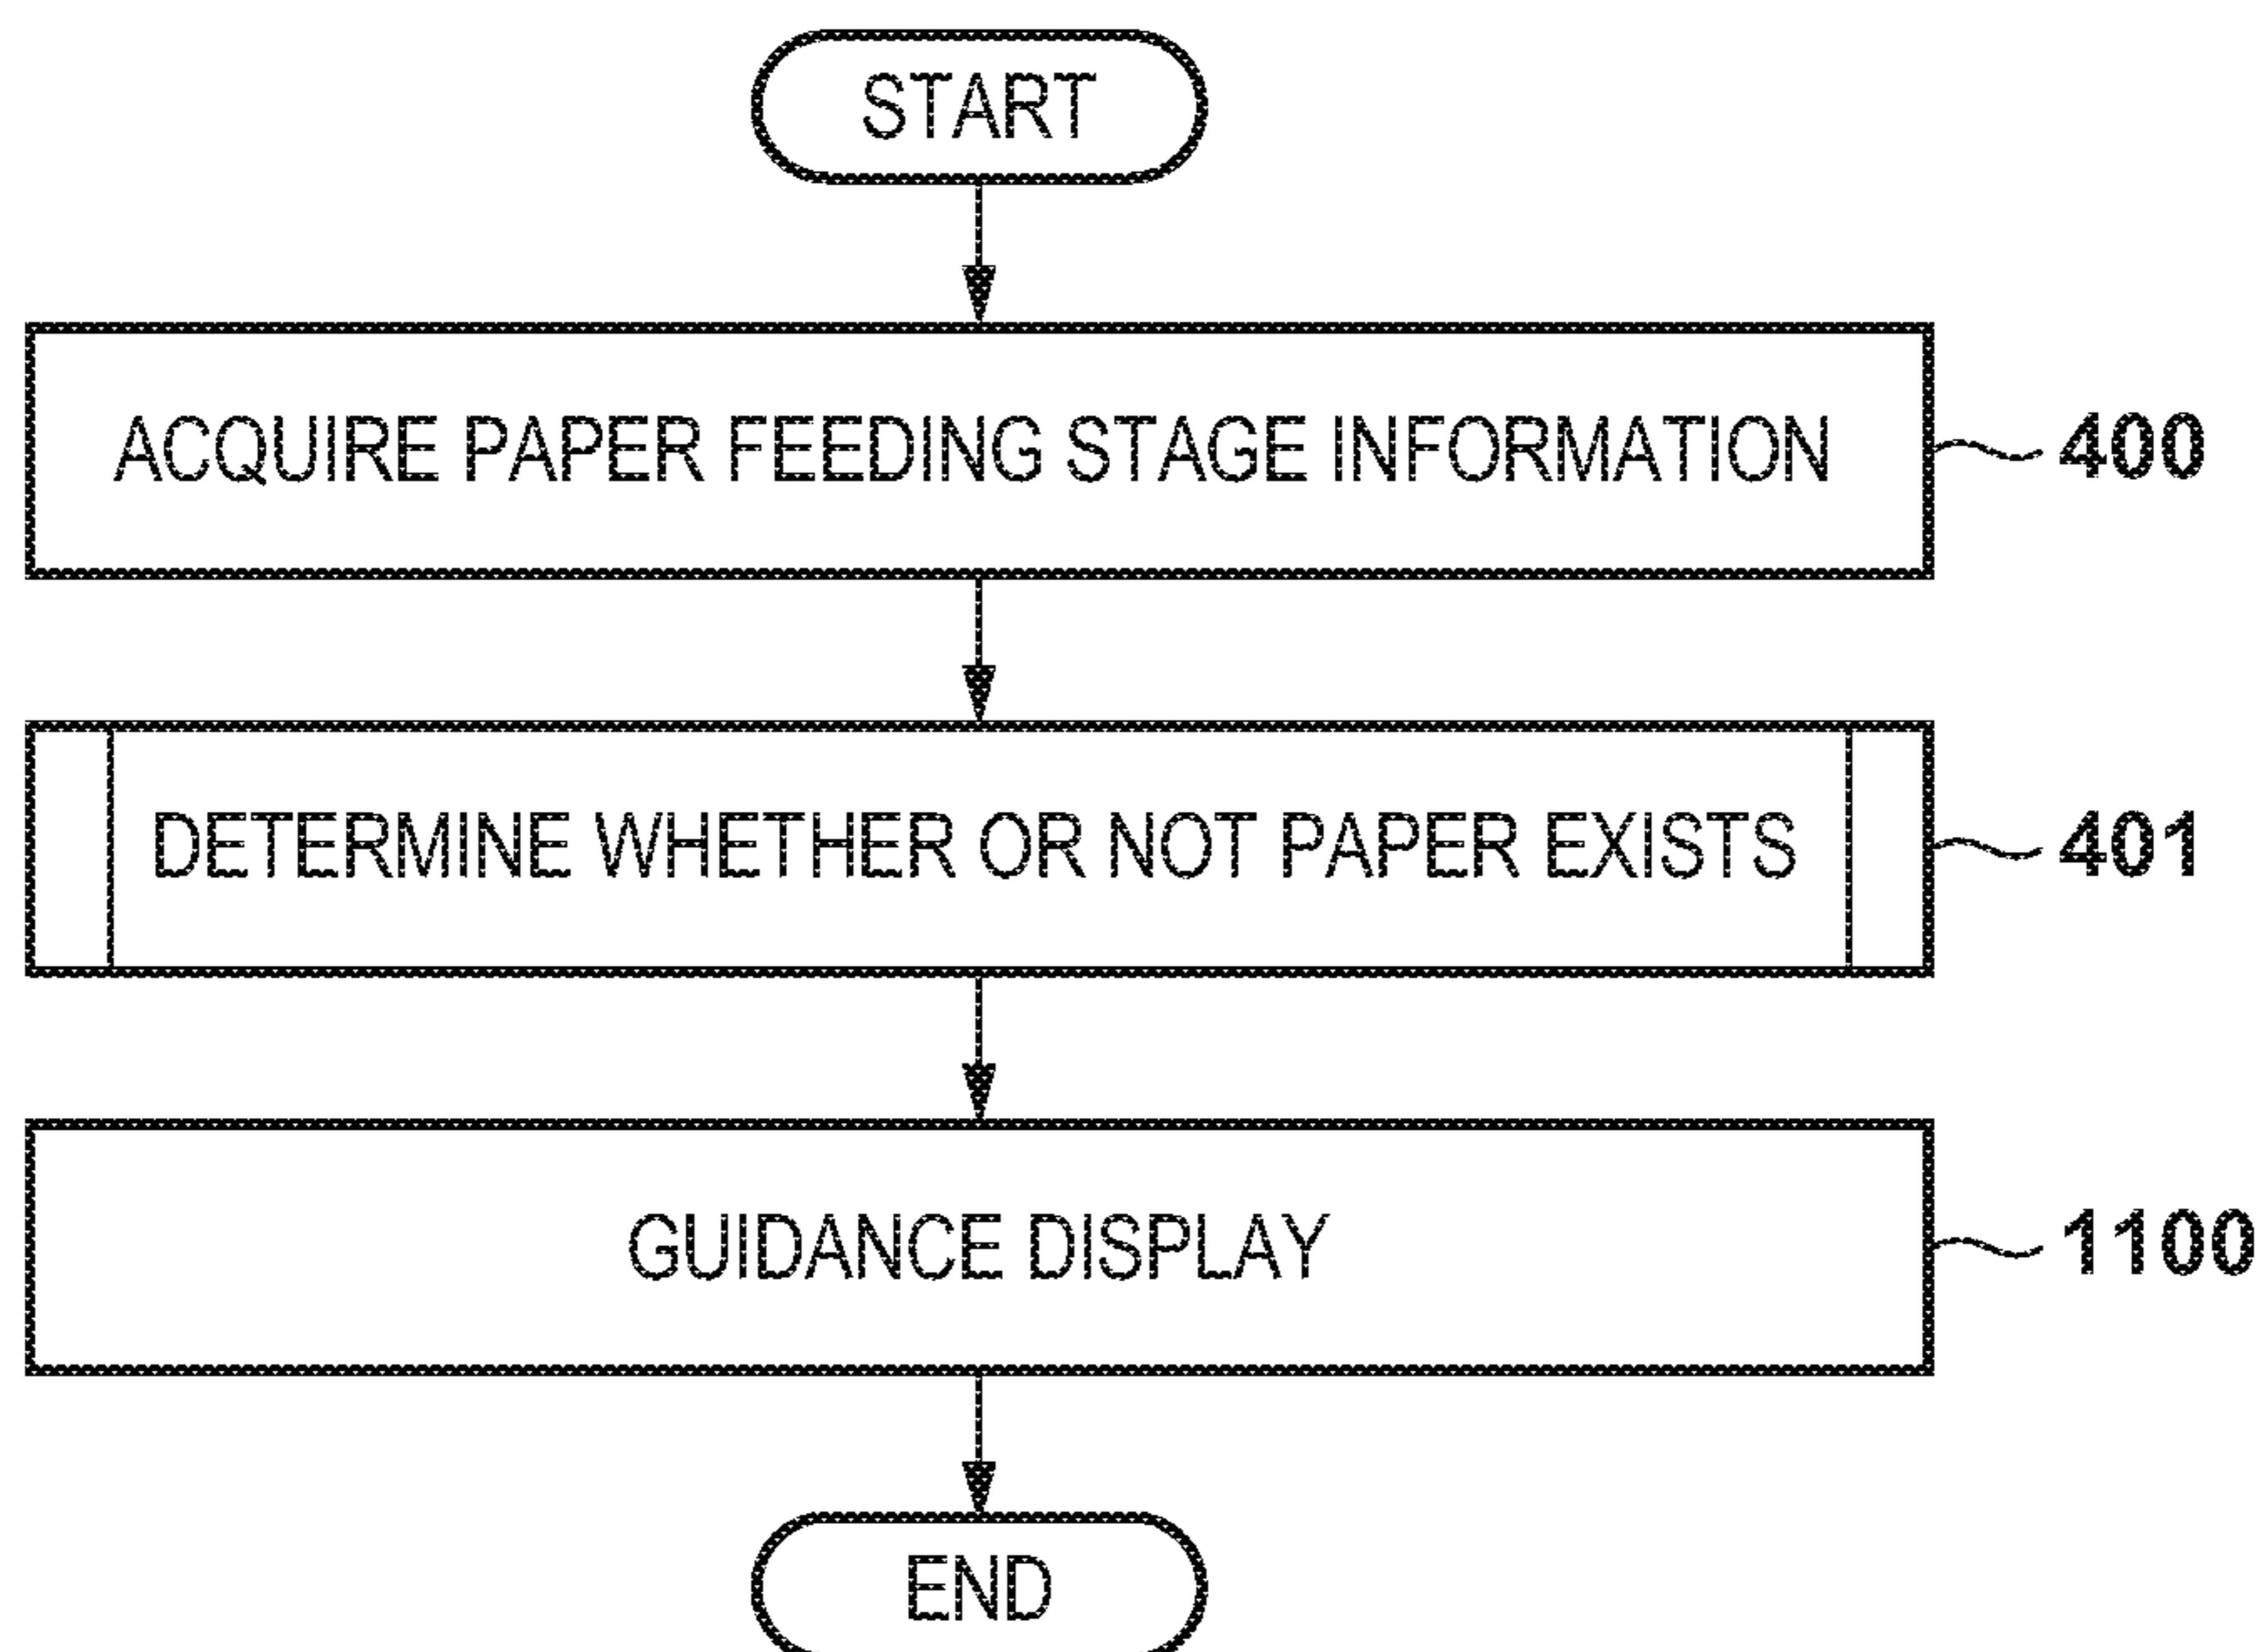 START
ACQUIRE PAPER FEEDING STAGE INFORMATION 400
DETERMINE WHETHER OR NOT PAPER EXISTS 401
GUIDANCE DISPLAY 1100
END